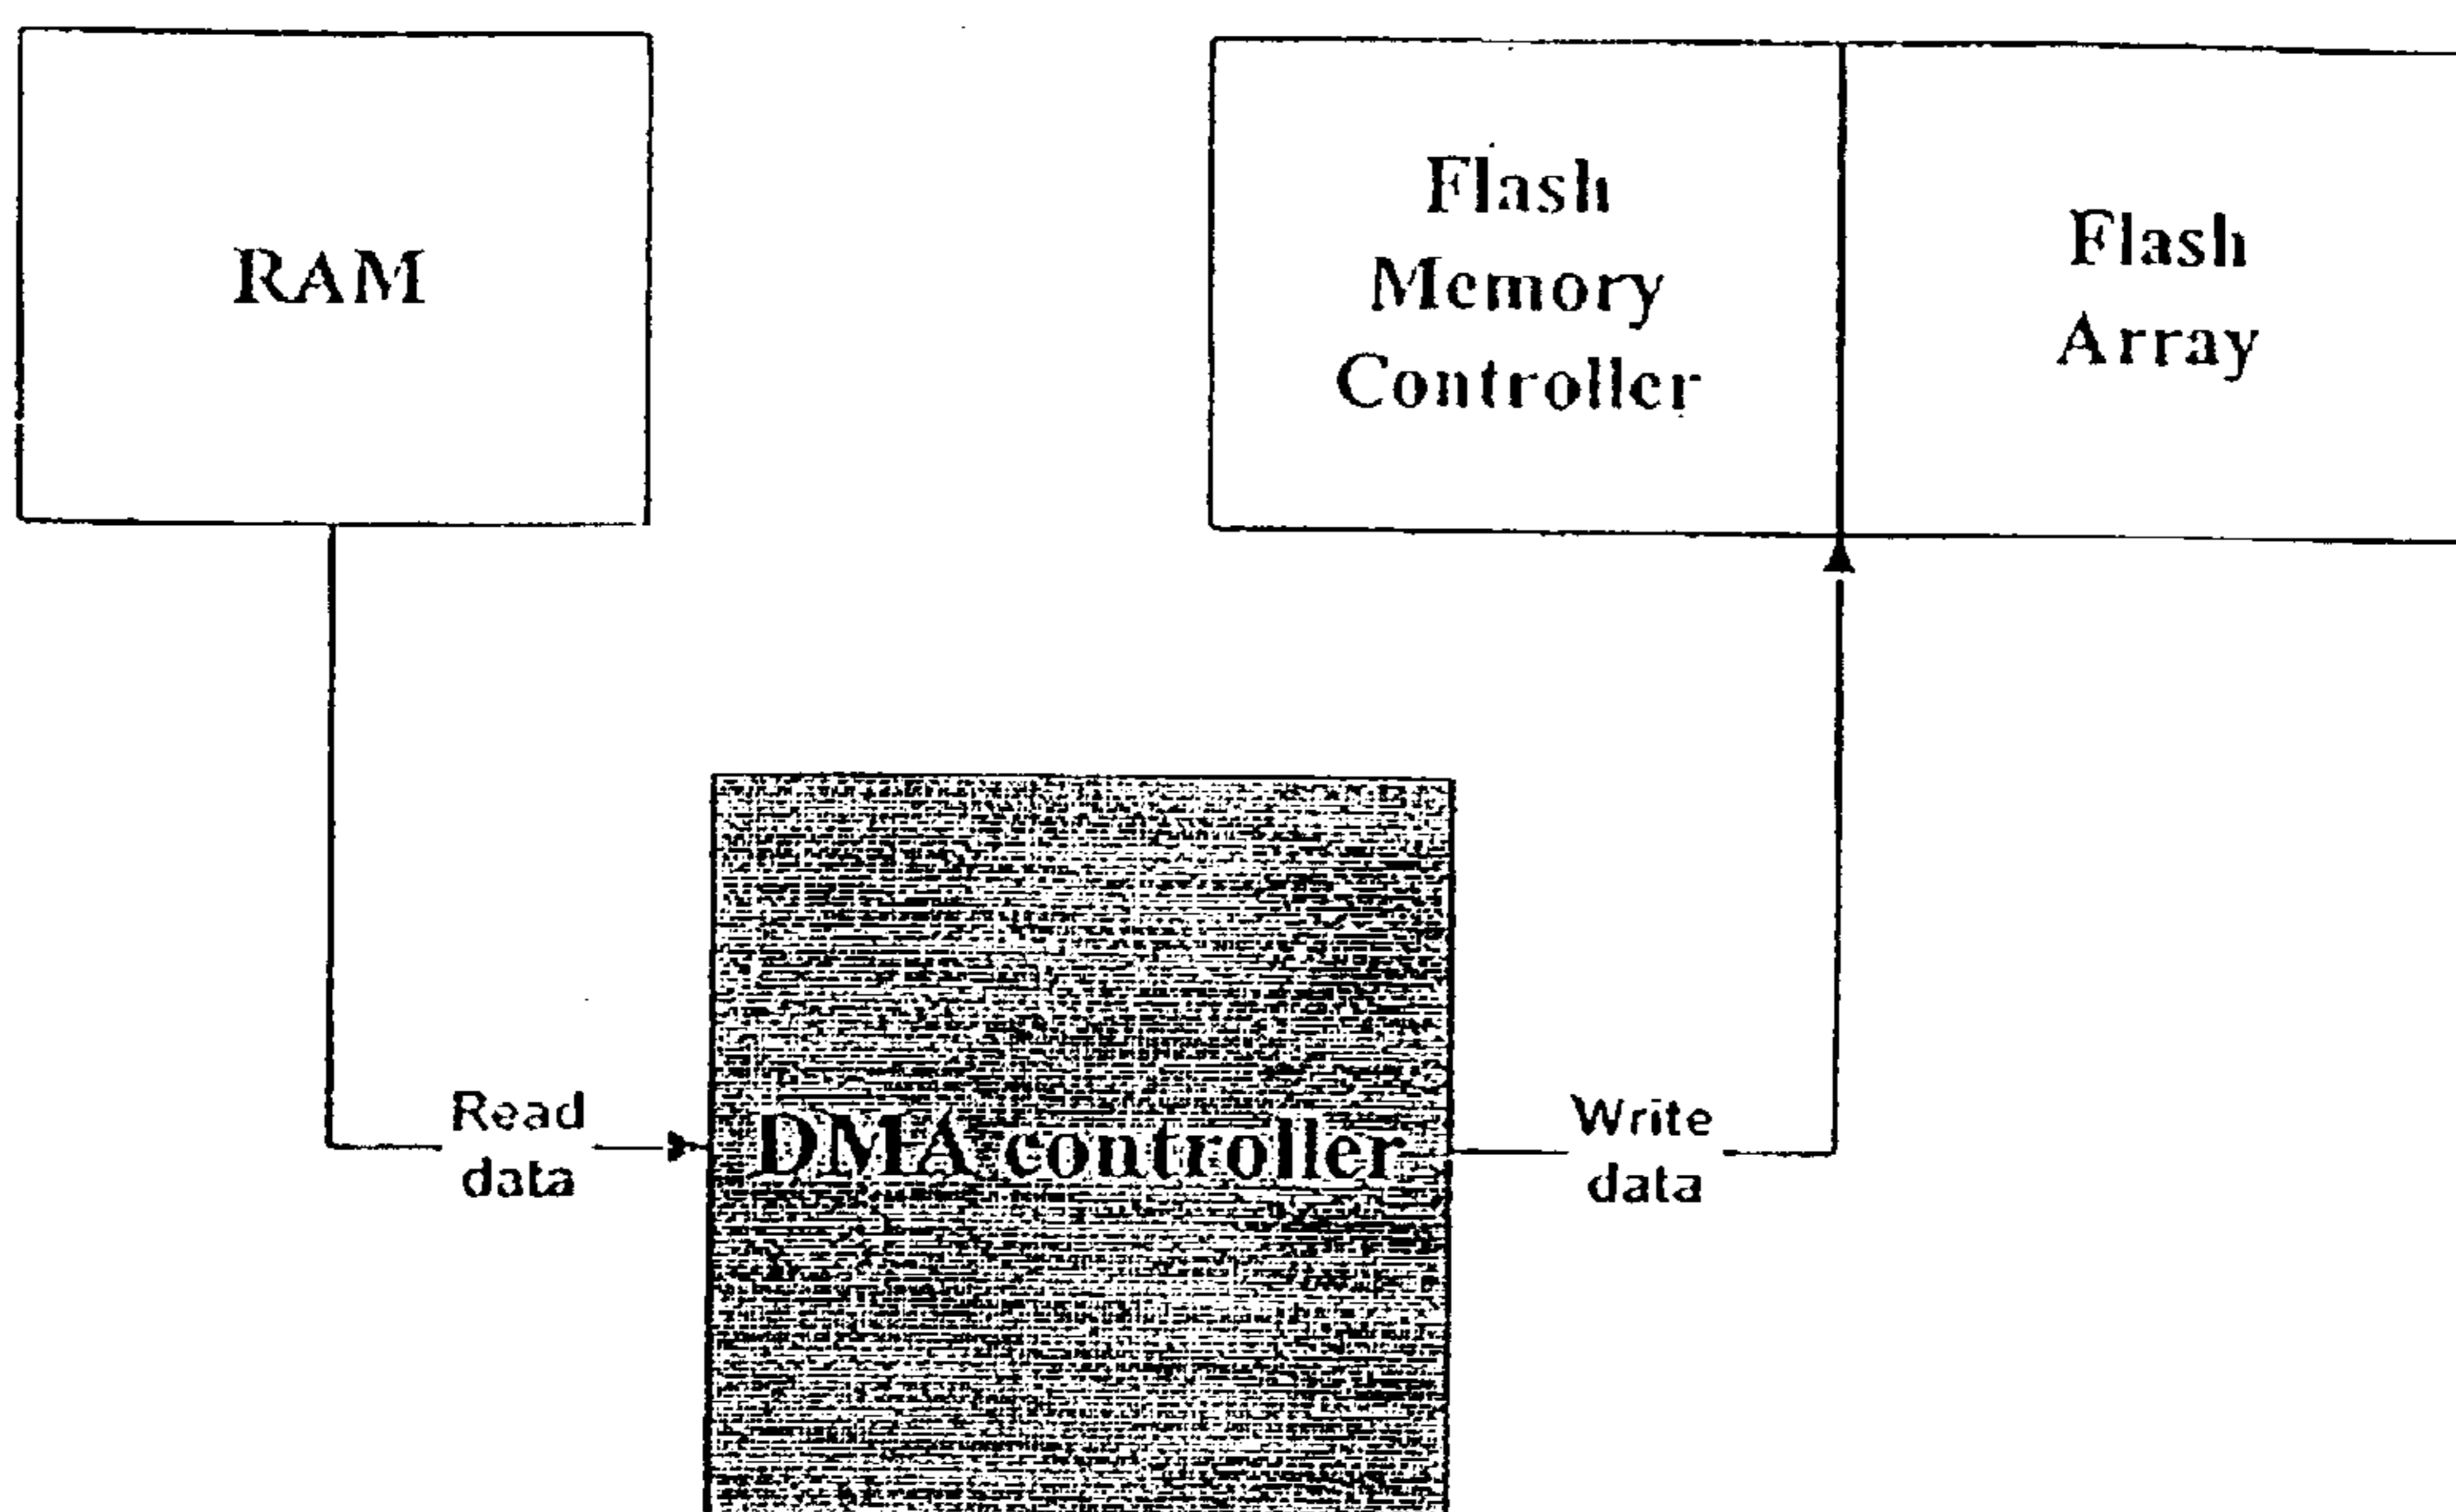 RAM
Flash
Memory
Controller
Flash
Array
Read
data
DMA controller
Write
data